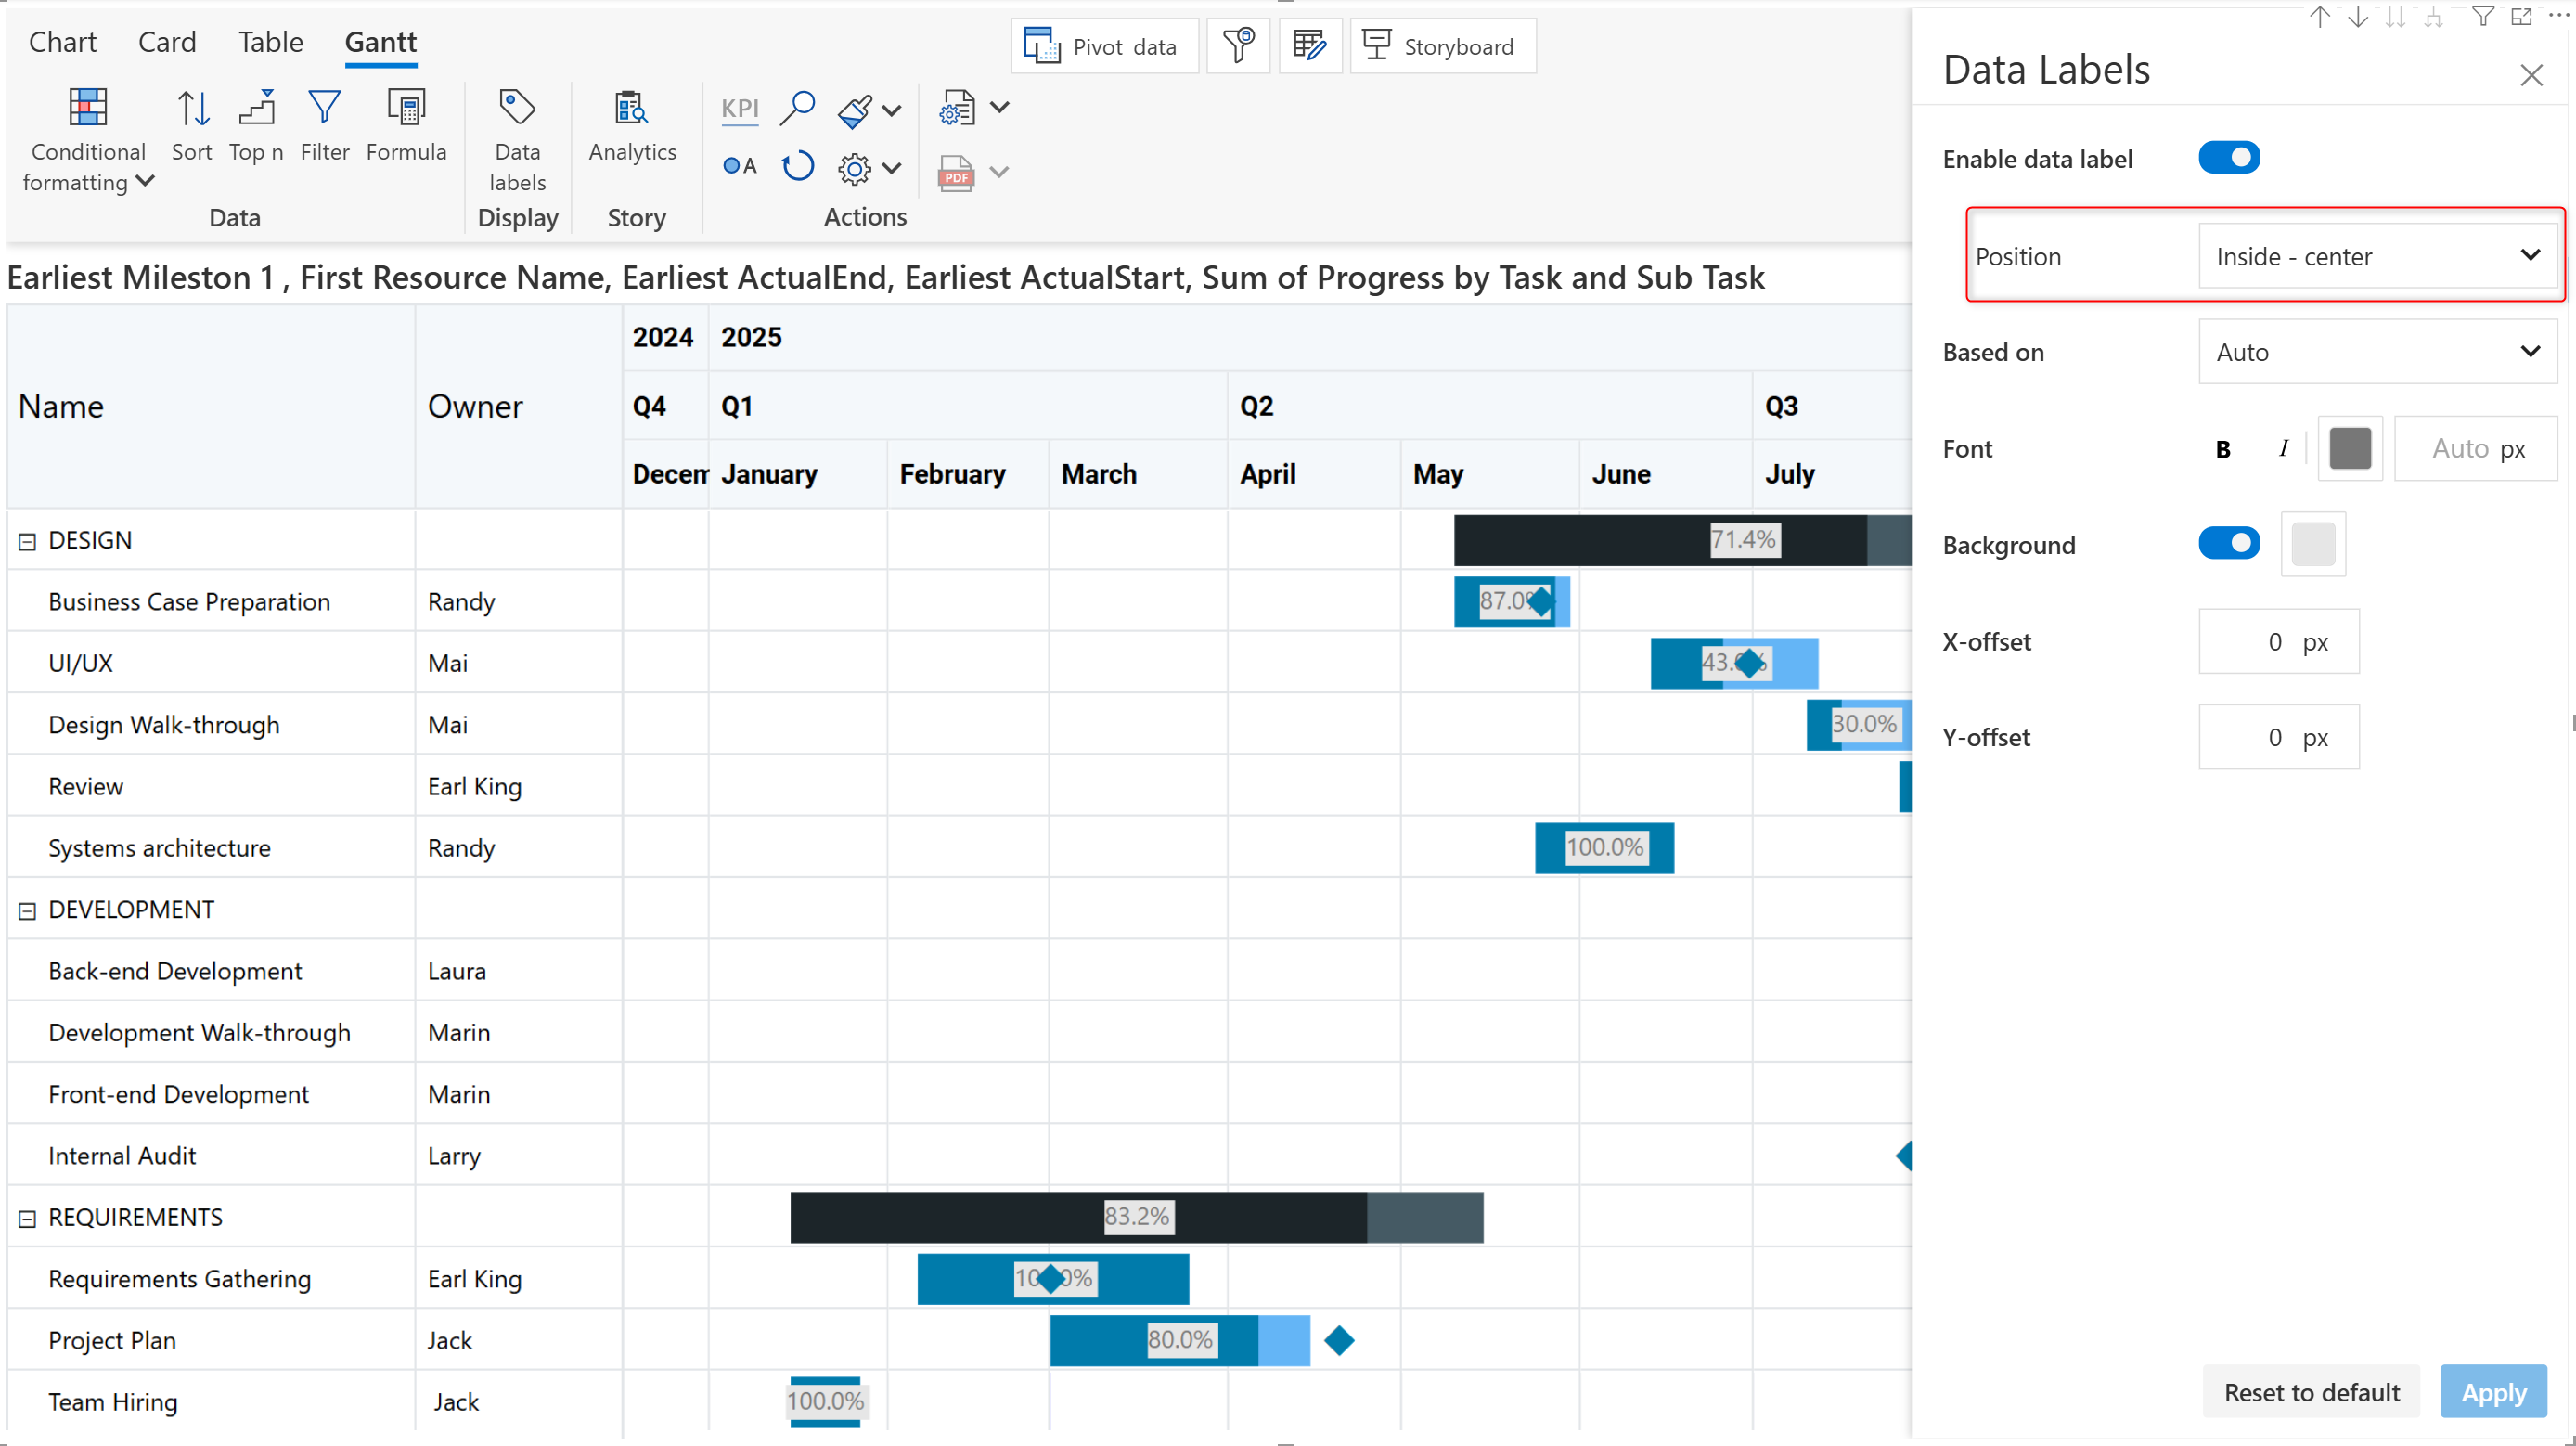 Chart Card Table Gantt
Pivot data Storyboard
Conditional formatting
Sort
Top n
Filter
Formula
Data labels
Analytics
KPI
A
PDF
Data
Display
Story
Actions
Earliest Mileston 1 , First Resource Name, Earliest ActualEnd, Earliest ActualStart, Sum of Progress by Task and Sub Task
Name Owner
2024 2025
Q4 Q1 Q2 Q3
Decem January February March April May June July
DESIGN 71.4%
Business Case Preparation Randy 87.0%
UI/UX Mai
Design Walk-through Mai 30.0%
Review Earl King
Systems architecture Randy 100.0%
DEVELOPMENT
Back-end Development Laura
Development Walk-through Marin
Front-end Development Marin
Internal Audit Larry
REQUIREMENTS 83.2%
Requirements Gathering Earl King
Project Plan Jack 80.0%
Team Hiring Jack 100.0%
Data Labels
Enable data label
Position Inside - center
Based on Auto
Font B I Auto px
Background
X-offset 0 px
Y-offset 0 px
Reset to default Apply